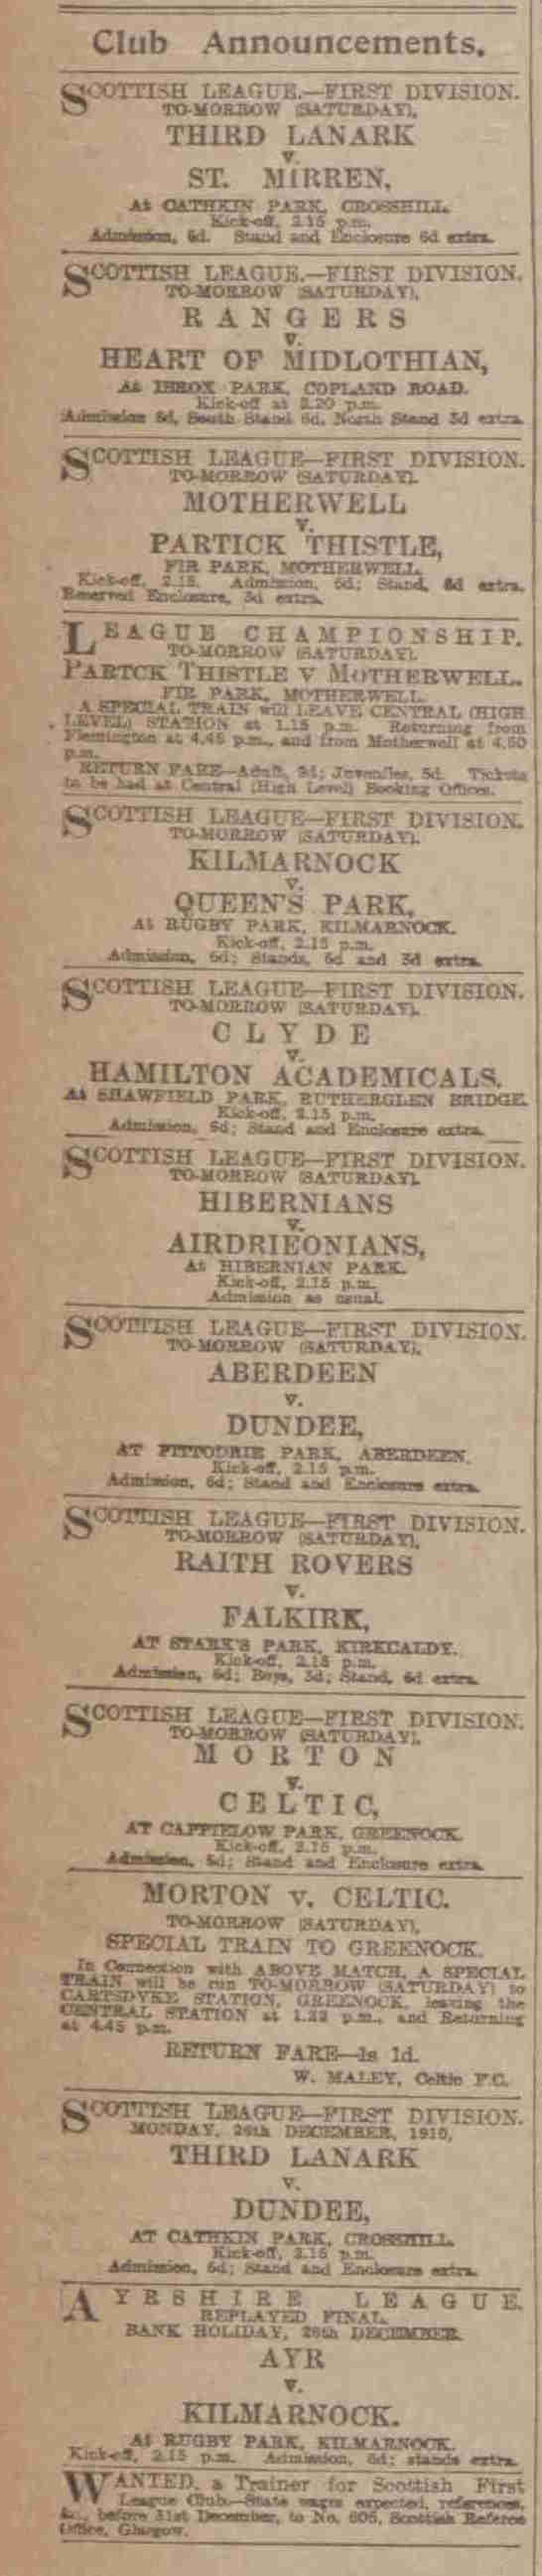 Club Announcements.
SCOTTISH LEAGUE.—FIRST DIVISION.
TO-MORROW (SATURDAY),
THIRD LANARK
v.
ST. MIRREN,
At CATHKIN PARK, CROSSHILL.
Kick-off, 2.15 p.m.
Admission, 6d. Stand and Enclosure 6d extra.
SCOTTISH LEAGUE.—FIRST DIVISION.
TO-MORROW (SATURDAY),
RANGERS
v.
HEART OF MIDLOTHIAN,
At IBROX PARK, COPLAND ROAD.
Kick-off at 2.20 p.m.
Admission 6d, South Stand 6d, North Stand 3d extra.
SCOTTISH LEAGUE—FIRST DIVISION.
TO-MORROW (SATURDAY).
MOTHERWELL
v.
PARTICK THISTLE,
FIR PARK, MOTHERWELL.
Kick-off, 2.15. Admission, 6d; Stand, 6d extra.
Reserved Enclosure, 3d extra.
LEAGUE CHAMPIONSHIP.
TO-MORROW (SATURDAY).
PARTCK THISTLE V MOTHERWELL.
FIR PARK, MOTHERWELL.
A SPECIAL TRAIN will LEAVE CENTRAL (HIGH
LEVEL) STATION at 1.15 p.m. Returning from
Flemington at 4.45 p.m., and from Motherwell at 4.50
p.m.
RETURN FARE—Adult, 9d; Juveniles, 5d. Tickets
to be had at Central (High Level) Booking Offices.
SCOTTISH LEAGUE—FIRST DIVISION.
TO-MORROW (SATURDAY).
KILMARNOCK
v.
QUEEN'S PARK,
At RUGBY PARK, KILMARNOCK.
Kick-off, 2.15 p.m.
Admission, 6d; Stands, 6d and 3d extra.
SCOTTISH LEAGUE—FIRST DIVISION.
TO-MORROW (SATURDAY).
CLYDE
v.
HAMILTON ACADEMICALS.
At SHAWFIELD PARK, RUTHERGLEN BRIDGE.
Kick-off, 2.15 p.m.
Admission, 6d; Stand and Enclosure extra.
SCOTTISH LEAGUE—FIRST DIVISION.
TO-MORROW (SATURDAY).
HIBERNIANS
v.
AIRDRIEONIANS,
At HIBERNIAN PARK.
Kick-off, 2.15 p.m.
Admission as usual.
SCOTTISH LEAGUE—FIRST DIVISION.
TO-MORROW (SATURDAY),
ABERDEEN
v.
DUNDEE,
AT PITTODRIE PARK, ABERDEEN.
Kick-off, 2.15 p.m.
Admission, 6d; Stand and Enclosure extra.
SCOTTISH LEAGUE—FIRST DIVISION.
TO-MORROW (SATURDAY),
RAITH ROVERS
v.
FALKIRK,
AT STARK'S PARK, KIRKCALDY.
Kick-off, 2.15 p.m.
Admission, 6d; Boys, 3d; Stand, 6d extra.
SCOTTISH LEAGUE—FIRST DIVISION.
TO-MORROW (SATURDAY),
MORTON
v.
CELTIC,
AT CAPPIELOW PARK, GREENOCK.
Kick-off, 2.15 p.m.
Admission, 6d; Stand and Enclosure extra.
MORTON v. CELTIC.
TO-MORROW (SATURDAY),
SPECIAL TRAIN TO GREENOCK.
In Connection with ABOVE MATCH, A SPECIAL
TRAIN will be run TO-MORROW (SATURDAY) to
CARTSDYKE STATION, GREENOCK, leaving the
CENTRAL STATION at 1.22 p.m., and Returning
at 4.45 p.m.
RETURN FARE—1s 1d.
W. MALEY, Celtic F.C.
SCOTTISH LEAGUE—FIRST DIVISION.
MONDAY, 26th DECEMBER, 1910,
THIRD LANARK
v.
DUNDEE,
AT CATHKIN PARK, CROSSHILL.
Kick-off, 2.15 p.m.
Admission, 6d; Stand and Enclosure extra.
AYRSHIRE LEAGUE.
REPLAYED FINAL.
BANK HOLIDAY, 26th DECEMBER.
AYR
v.
KILMARNOCK.
At RUGBY PARK, KILMARNOCK.
Kick-off, 2.15 p.m. Admission, 6d; stands extra.
WANTED, a Trainer for Scottish First
League Club.—State wages expected, references,
&c., before 31st December, to No. 606, Scottish Referee
Office, Glasgow.